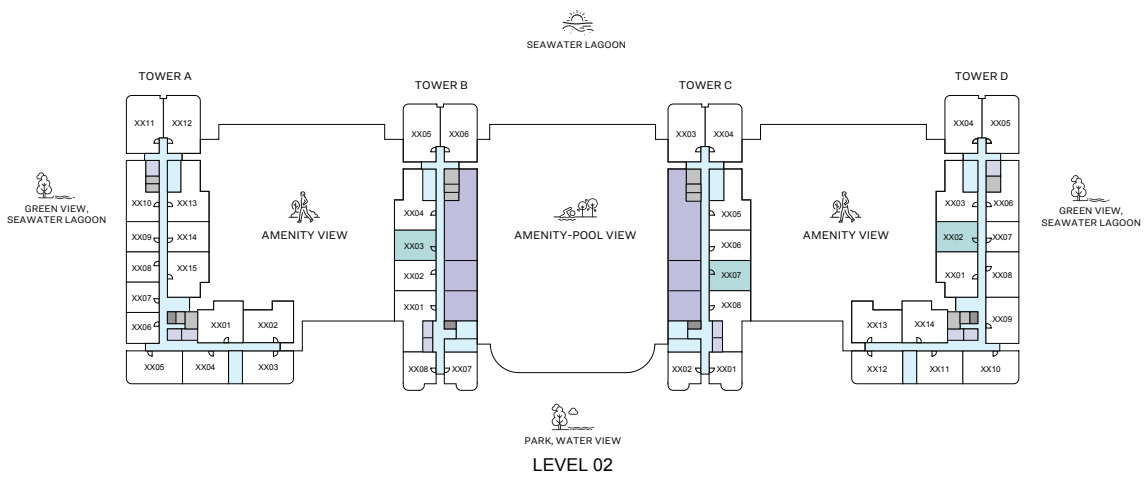 SEAWATER LAGOON
TOWER A
TOWER B
TOWER C
TOWER D
XX11
XX12
XX05
XX06
XX03
XX04
XX04
XX05
GREEN VIEW,
SEAWATER LAGOON
XX10
XX13
XX04
XX05
XX03
XX06
GREEN VIEW,
SEAWATER LAGOON
AMENITY VIEW
AMENITY-POOL VIEW
AMENITY VIEW
XX09
XX14
XX03
XX06
XX02
XX07
XX08
XX15
XX02
XX07
XX01
XX08
XX07
XX01
XX08
XX06
XX01
XX02
XX13
XX14
XX09
XX05
XX04
XX03
XX08
XX07
XX02
XX01
XX12
XX11
XX10
PARK, WATER VIEW
LEVEL 02